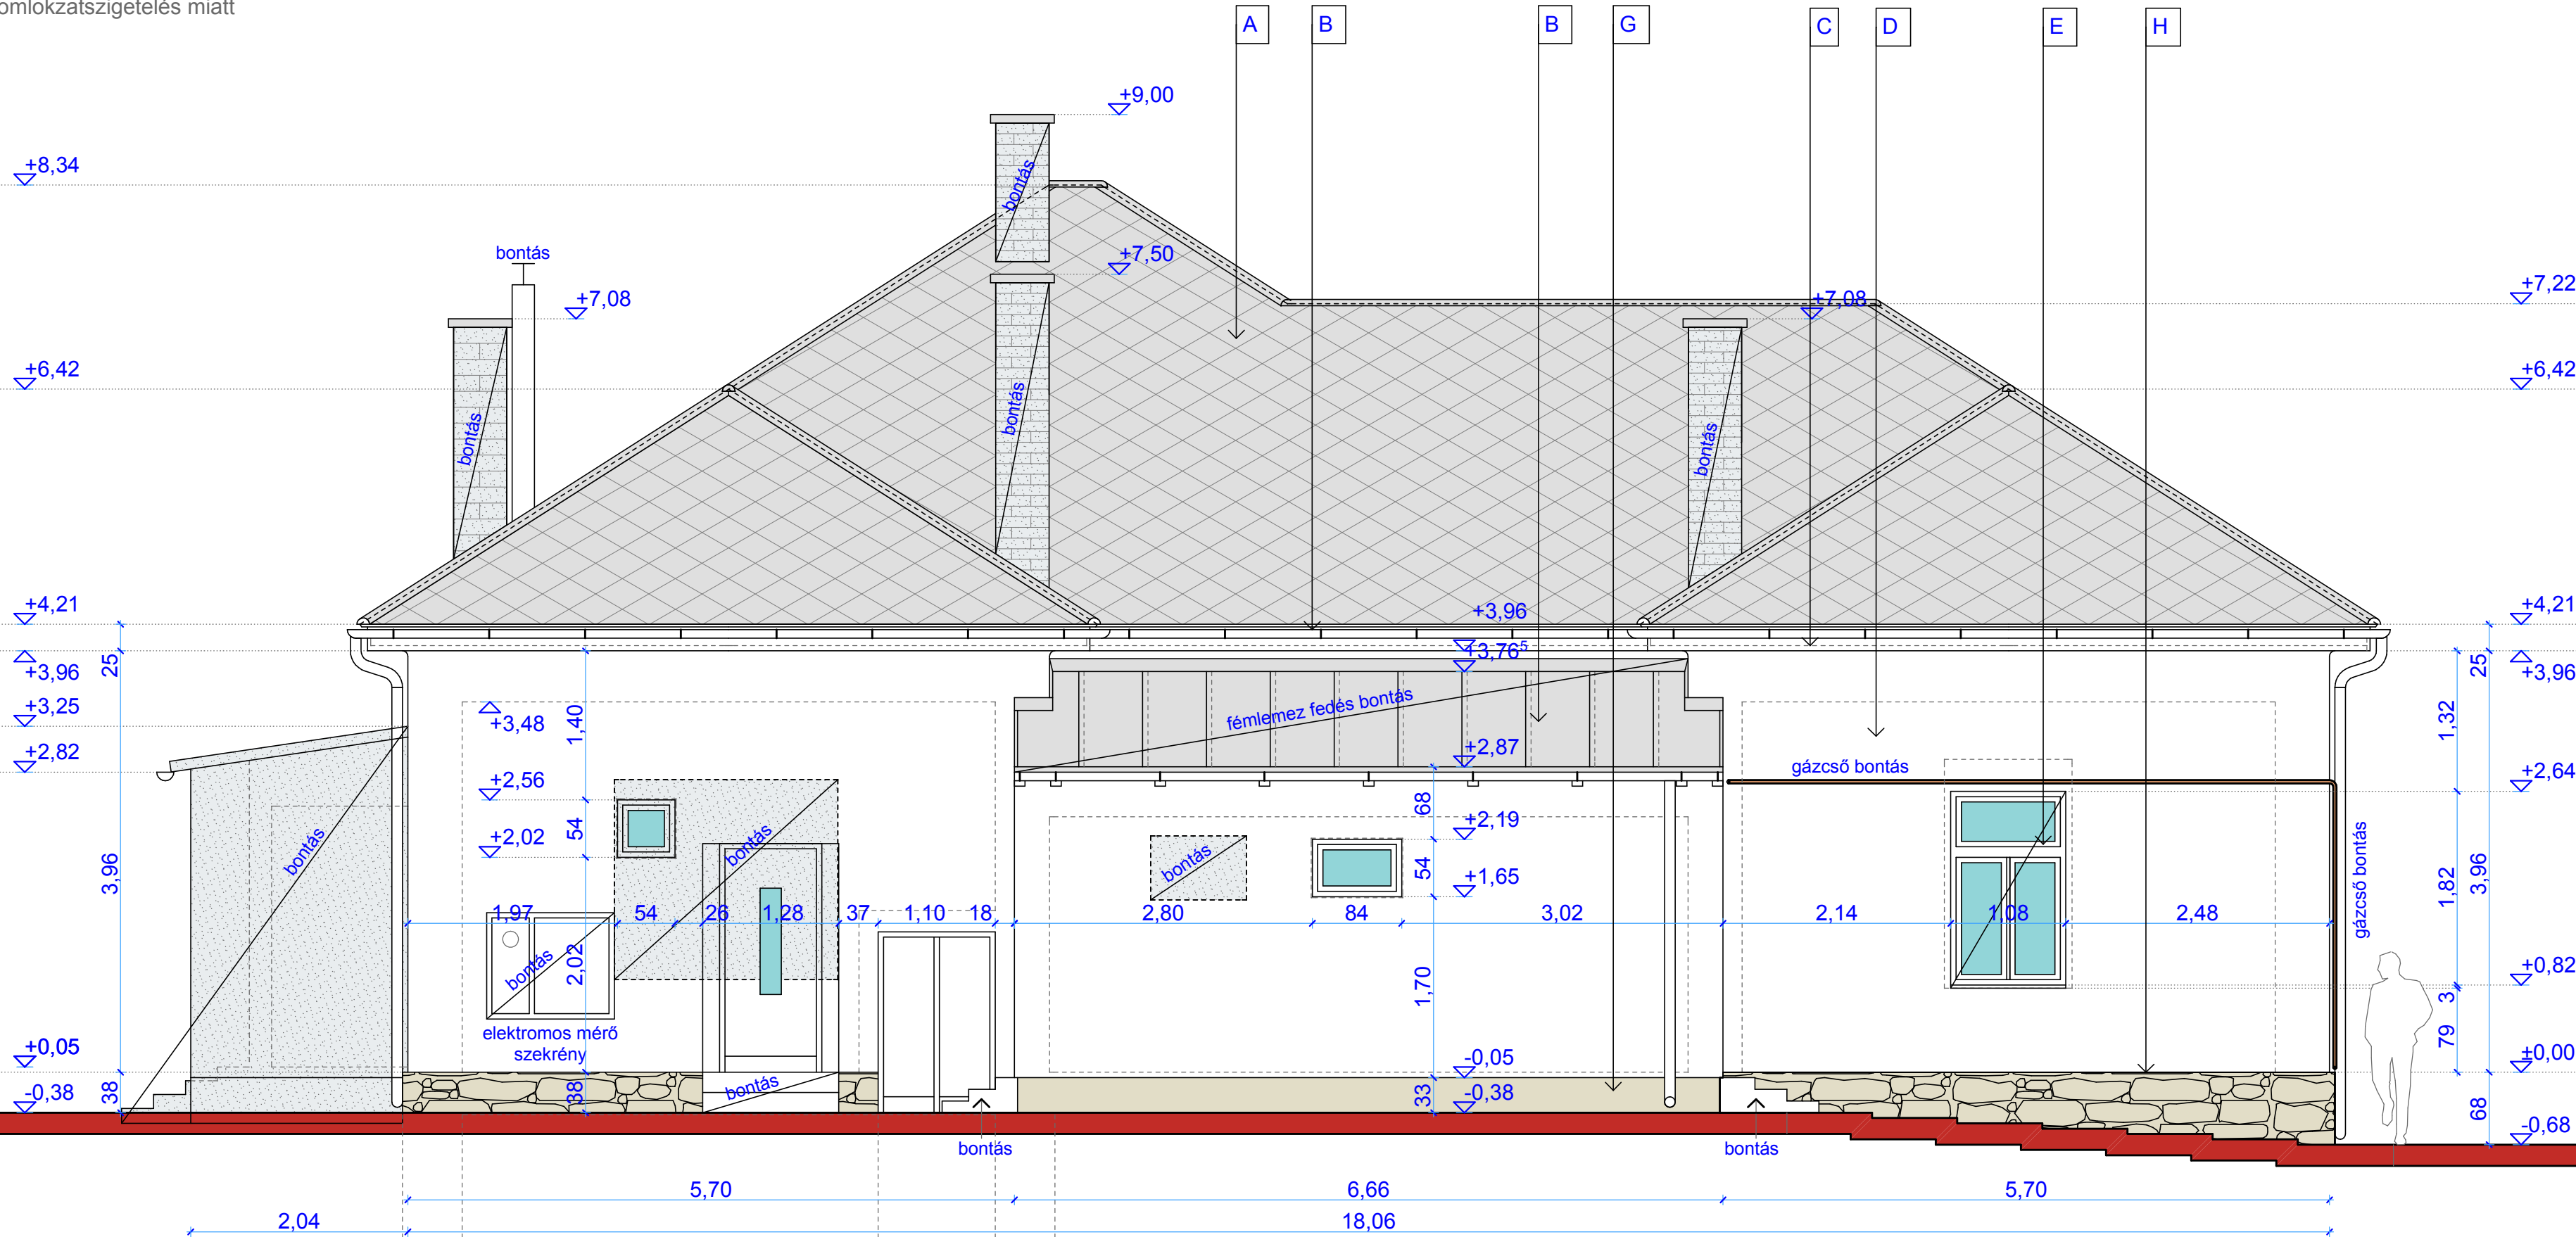 omlokzatszigetelés miatt
A
B
B
G
C
D
E
H
+9,00
+8,34
+7,50
bontás
bontás
+7,08
+7,22
+7,08
+6,42
+6,42
bontás
bontás
bontás
+4,21
+3,96
+4,21
25
+3,96
+3,76⁵
25
+3,96
+3,25
+3,48
1,40
fémlemez fedés bontás
1,32
+2,82
+2,87
gázcső bontás
+2,64
+2,56
68
+2,02
54
bontás
bontás
+2,19
54
+1,65
bontás
3,96
1,82
3,96
gázcső bontás
1,97
54
26
1,28
37
1,10
18
2,80
84
3,02
2,14
1,08
2,48
bontás
2,02
1,70
+0,82
3
elektromos mérő
szekrény
79
+0,05
-0,05
±0,00
bontás
38
38
-0,38
33
-0,38
68
-0,68
bontás
bontás
5,70
6,66
5,70
2,04
18,06